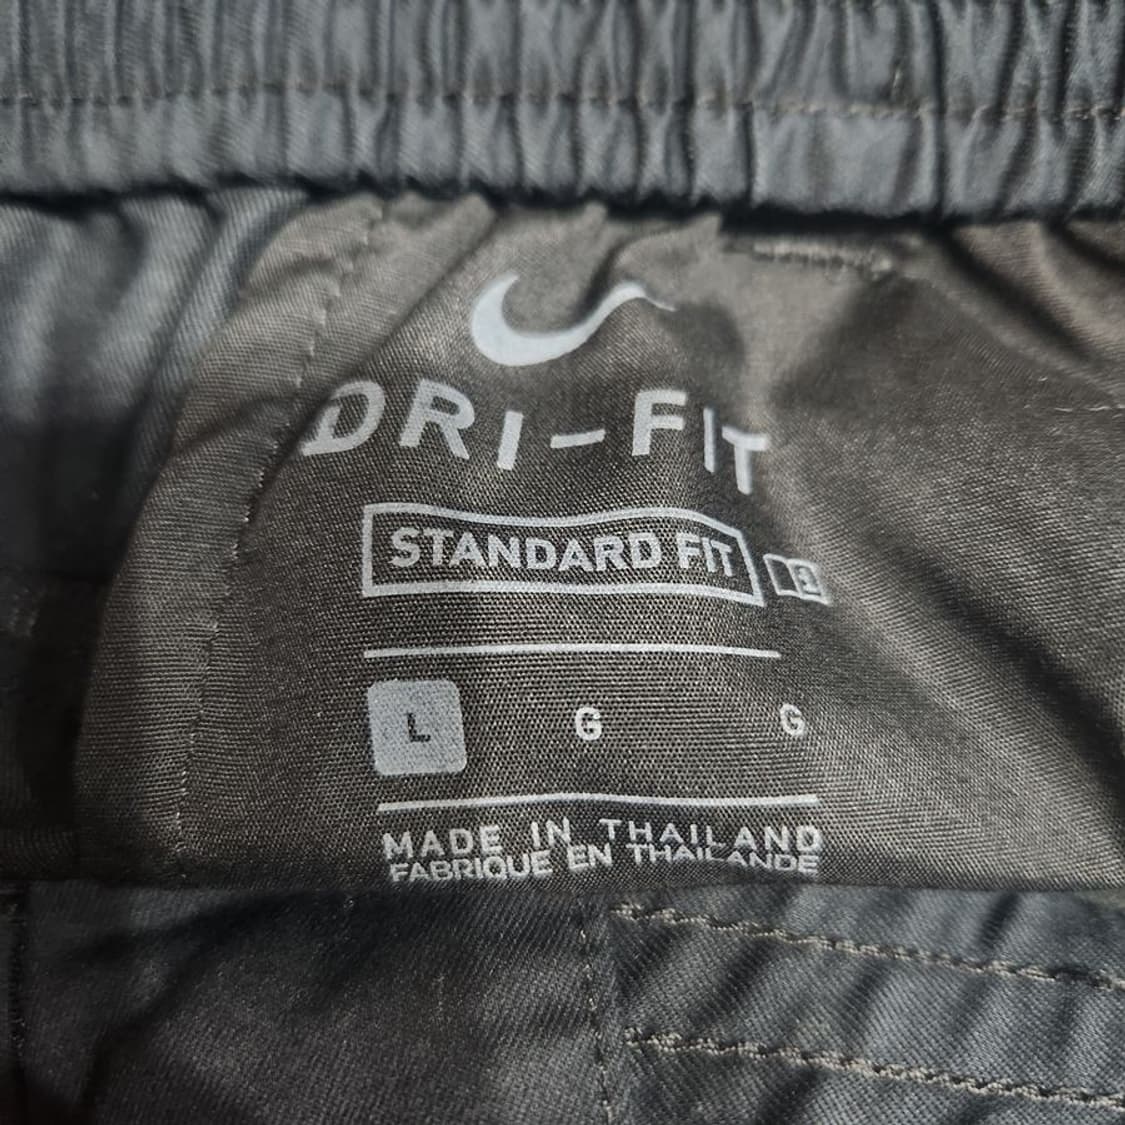 DRI-FIT
STANDARD FIT
L G G
MADE IN THAILAND
FABRIQUE EN THAILANDE